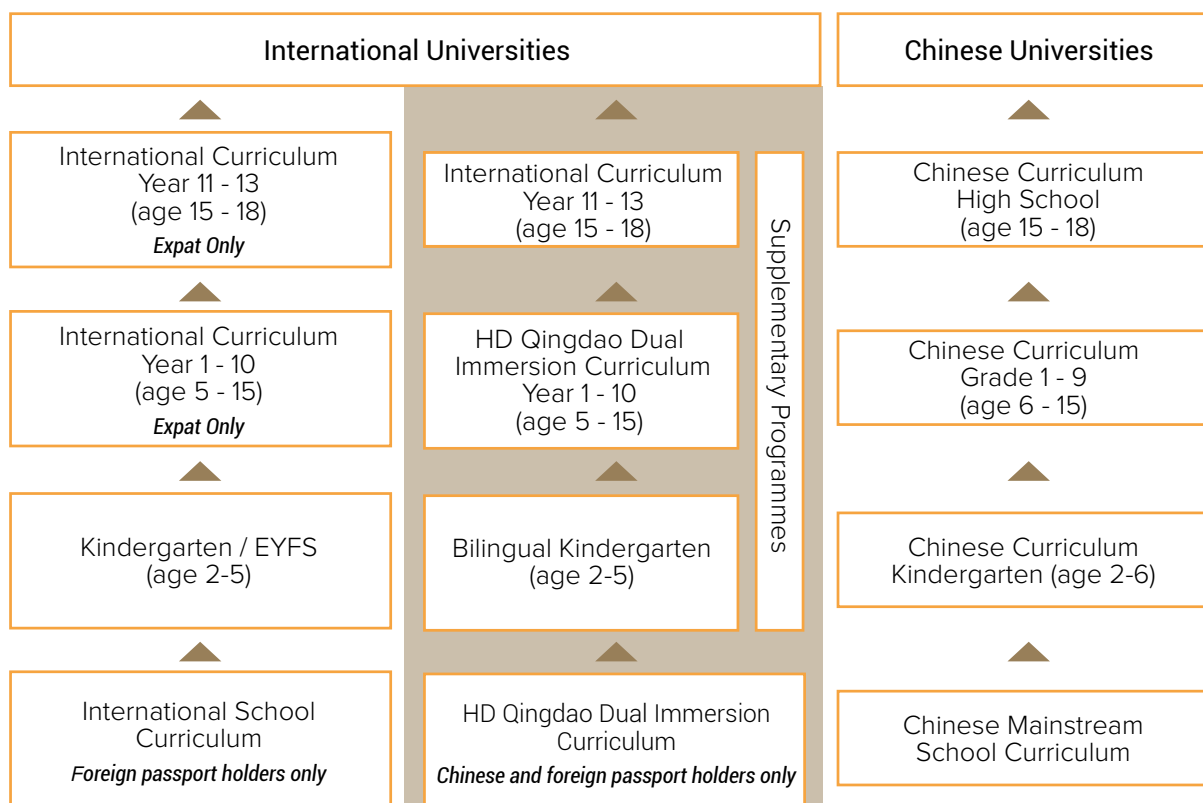 International Universities
Chinese Universities
International Curriculum
Year 11 - 13
(age 15 - 18)
Expat Only
International Curriculum
Year 11 - 13
(age 15 - 18)
Supplementary Programmes
Chinese Curriculum
High School
(age 15 - 18)
International Curriculum
Year 1 - 10
(age 5 - 15)
Expat Only
HD Qingdao Dual
Immersion Curriculum
Year 1 - 10
(age 5 - 15)
Chinese Curriculum
Grade 1 - 9
(age 6 - 15)
Kindergarten / EYFS
(age 2-5)
Bilingual Kindergarten
(age 2-5)
Chinese Curriculum
Kindergarten (age 2-6)
International School
Curriculum
Foreign passport holders only
HD Qingdao Dual Immersion
Curriculum
Chinese and foreign passport holders only
Chinese Mainstream
School Curriculum